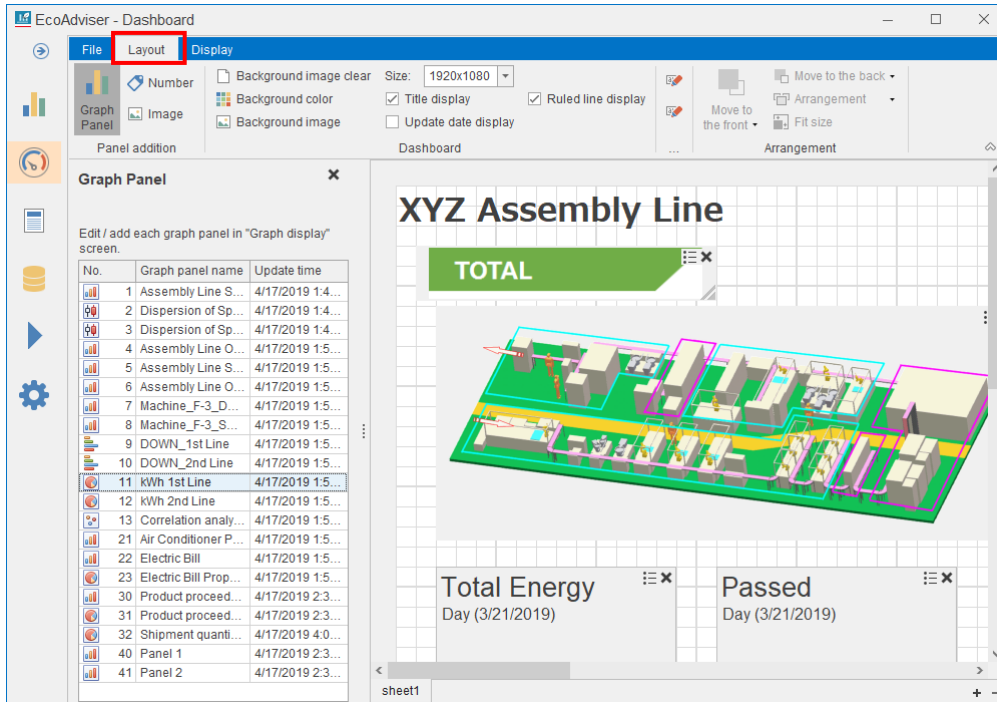 EcoAdviser - Dashboard
File Layout Display
Graph Panel
Number
Image
Panel addition
Background image clear
Background color
Background image
Size: 1920x1080
Title display
Ruled line display
Update date display
Dashboard
...
Move to the front
Move to the back
Arrangement
Fit size
Arrangement
Graph Panel
Edit / add each graph panel in "Graph display"
screen.
No. Graph panel name Update time
1 Assembly Line S... 4/17/2019 1:4...
2 Dispersion of Sp... 4/17/2019 1:4...
3 Dispersion of Sp... 4/17/2019 1:4...
4 Assembly Line O... 4/17/2019 1:5...
5 Assembly Line S... 4/17/2019 1:5...
6 Assembly Line O... 4/17/2019 1:5...
7 Machine_F-3_D... 4/17/2019 1:5...
8 Machine_F-3_S... 4/17/2019 1:5...
9 DOWN_1st Line 4/17/2019 1:5...
10 DOWN_2nd Line 4/17/2019 1:5...
11 kWh 1st Line 4/17/2019 1:5...
12 kWh 2nd Line 4/17/2019 1:5...
13 Correlation analy... 4/17/2019 1:5...
21 Air Conditioner P... 4/17/2019 1:5...
22 Electric Bill 4/17/2019 1:5...
23 Electric Bill Prop... 4/17/2019 1:5...
30 Product proceed... 4/17/2019 2:3...
31 Product proceed... 4/17/2019 2:3...
32 Shipment quanti... 4/17/2019 4:0...
40 Panel 1 4/17/2019 2:3...
41 Panel 2 4/17/2019 2:3...
XYZ Assembly Line
TOTAL
Total Energy
Day (3/21/2019)
Passed
Day (3/21/2019)
sheet1